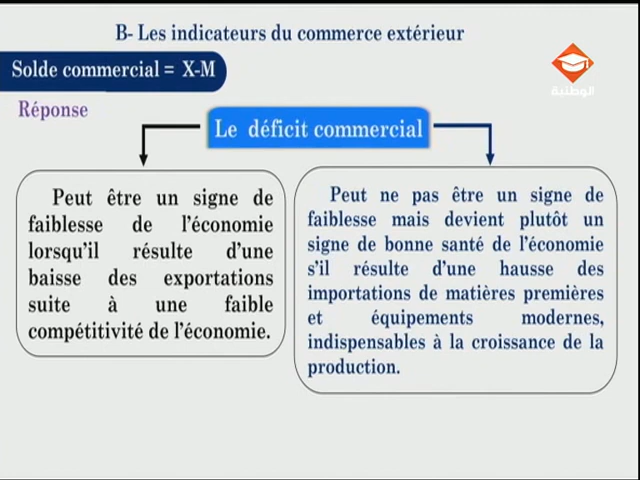 B- Les indicateurs du commerce extérieur
Solde commercial = X-M
الوطنية
Réponse
Le déficit commercial
Peut être un signe de
faiblesse de l'économie
lorsqu'il résulte d'une
baisse des exportations
suite à une faible
compétitivité de l'économie.
Peut ne pas être un signe de
faiblesse mais devient plutôt un
signe de bonne santé de l'économie
s'il résulte d'une hausse des
importations de matières premières
et équipements modernes,
indispensables à la croissance de la
production.